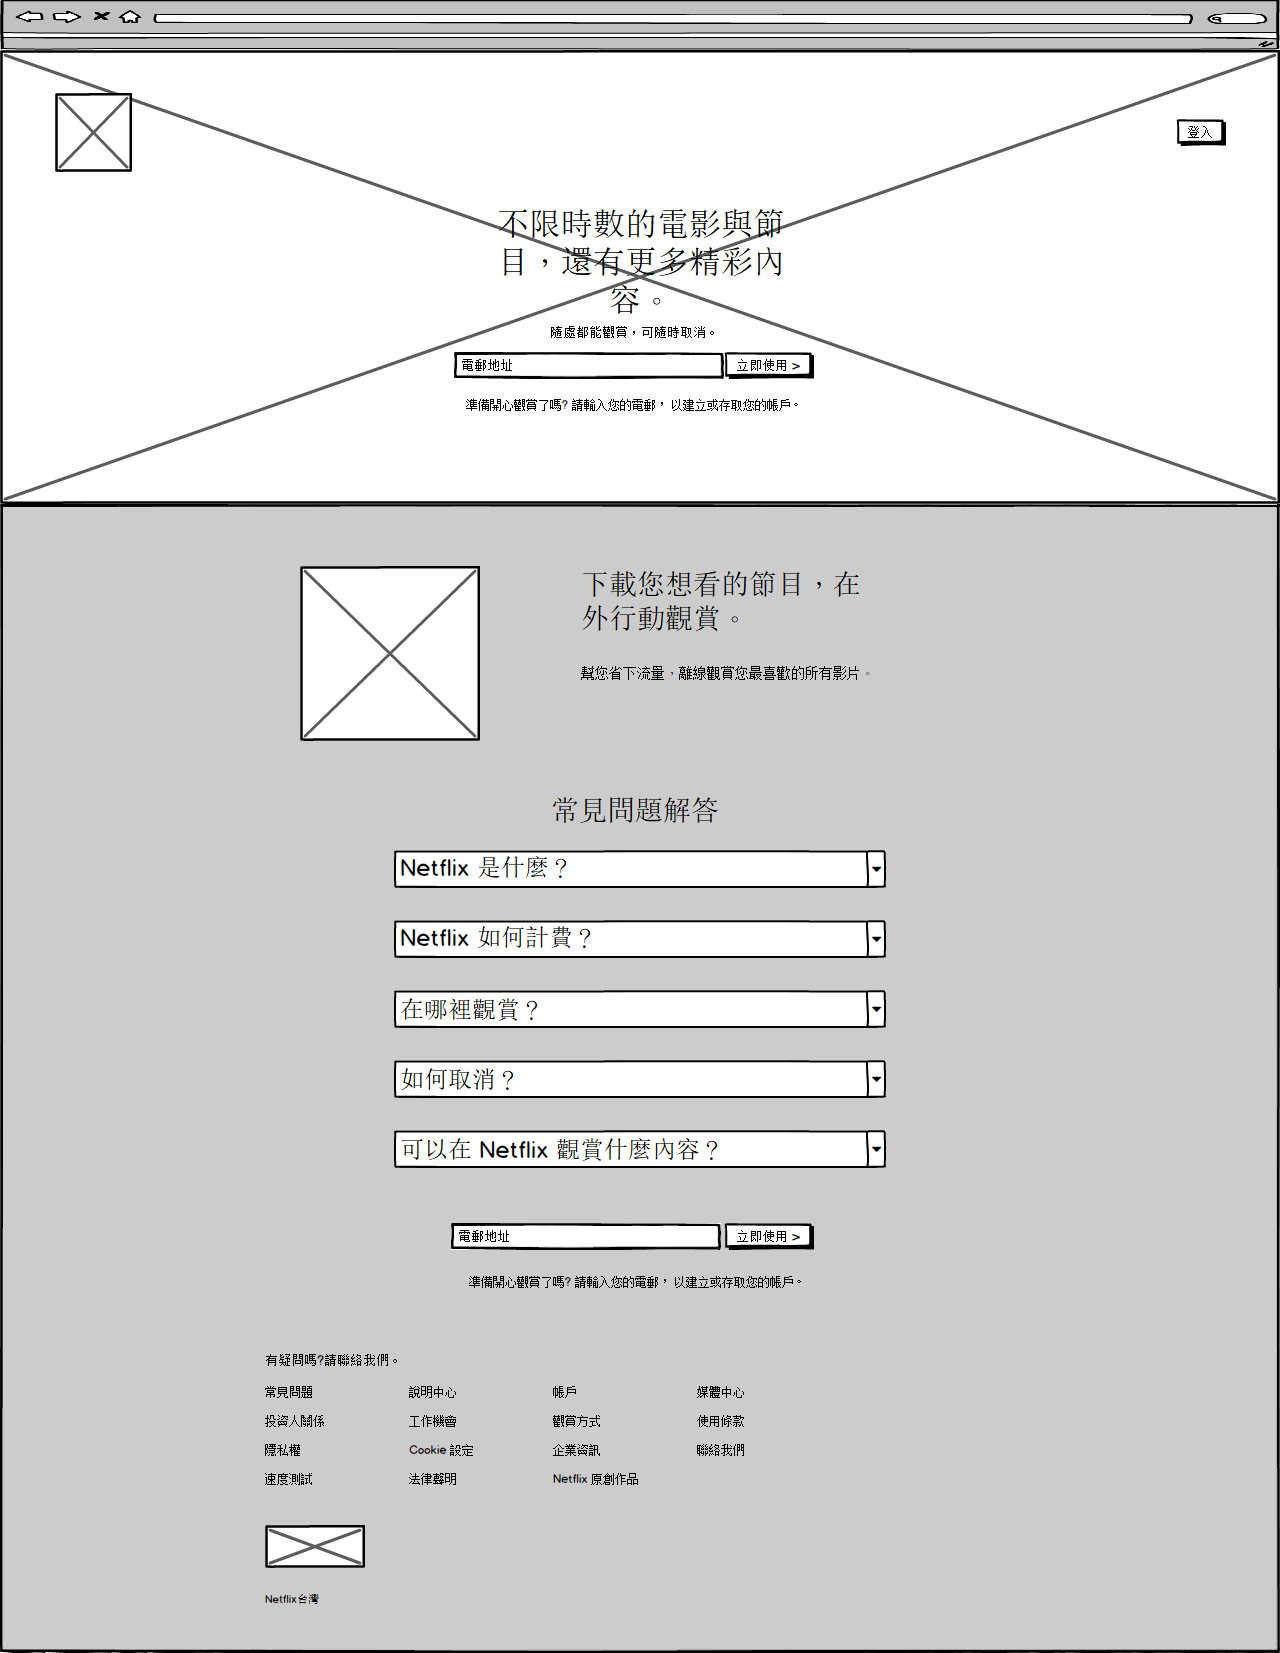 登入
不限時數的電影與節
目，還有更多精彩內
容。
隨處都能觀賞，可隨時取消。
電郵地址
立即使用 >
準備開心觀賞了嗎? 請輸入您的電郵， 以建立或存取您的帳戶。
下載您想看的節目，在
外行動觀賞。
幫您省下流量，離線觀賞您最喜歡的所有影片。
常見問題解答
Netflix 是什麼？
Netflix 如何計費？
在哪裡觀賞？
如何取消？
可以在 Netflix 觀賞什麼內容？
電郵地址
立即使用 >
準備開心觀賞了嗎? 請輸入您的電郵， 以建立或存取您的帳戶。
有疑問嗎?請聯絡我們。
常見問題 說明中心 帳戶 媒體中心
投資人關係 工作機會 觀賞方式 使用條款
隱私權 Cookie 設定 企業資訊 聯絡我們
速度測試 法律聲明 Netflix 原創作品
Netflix台灣